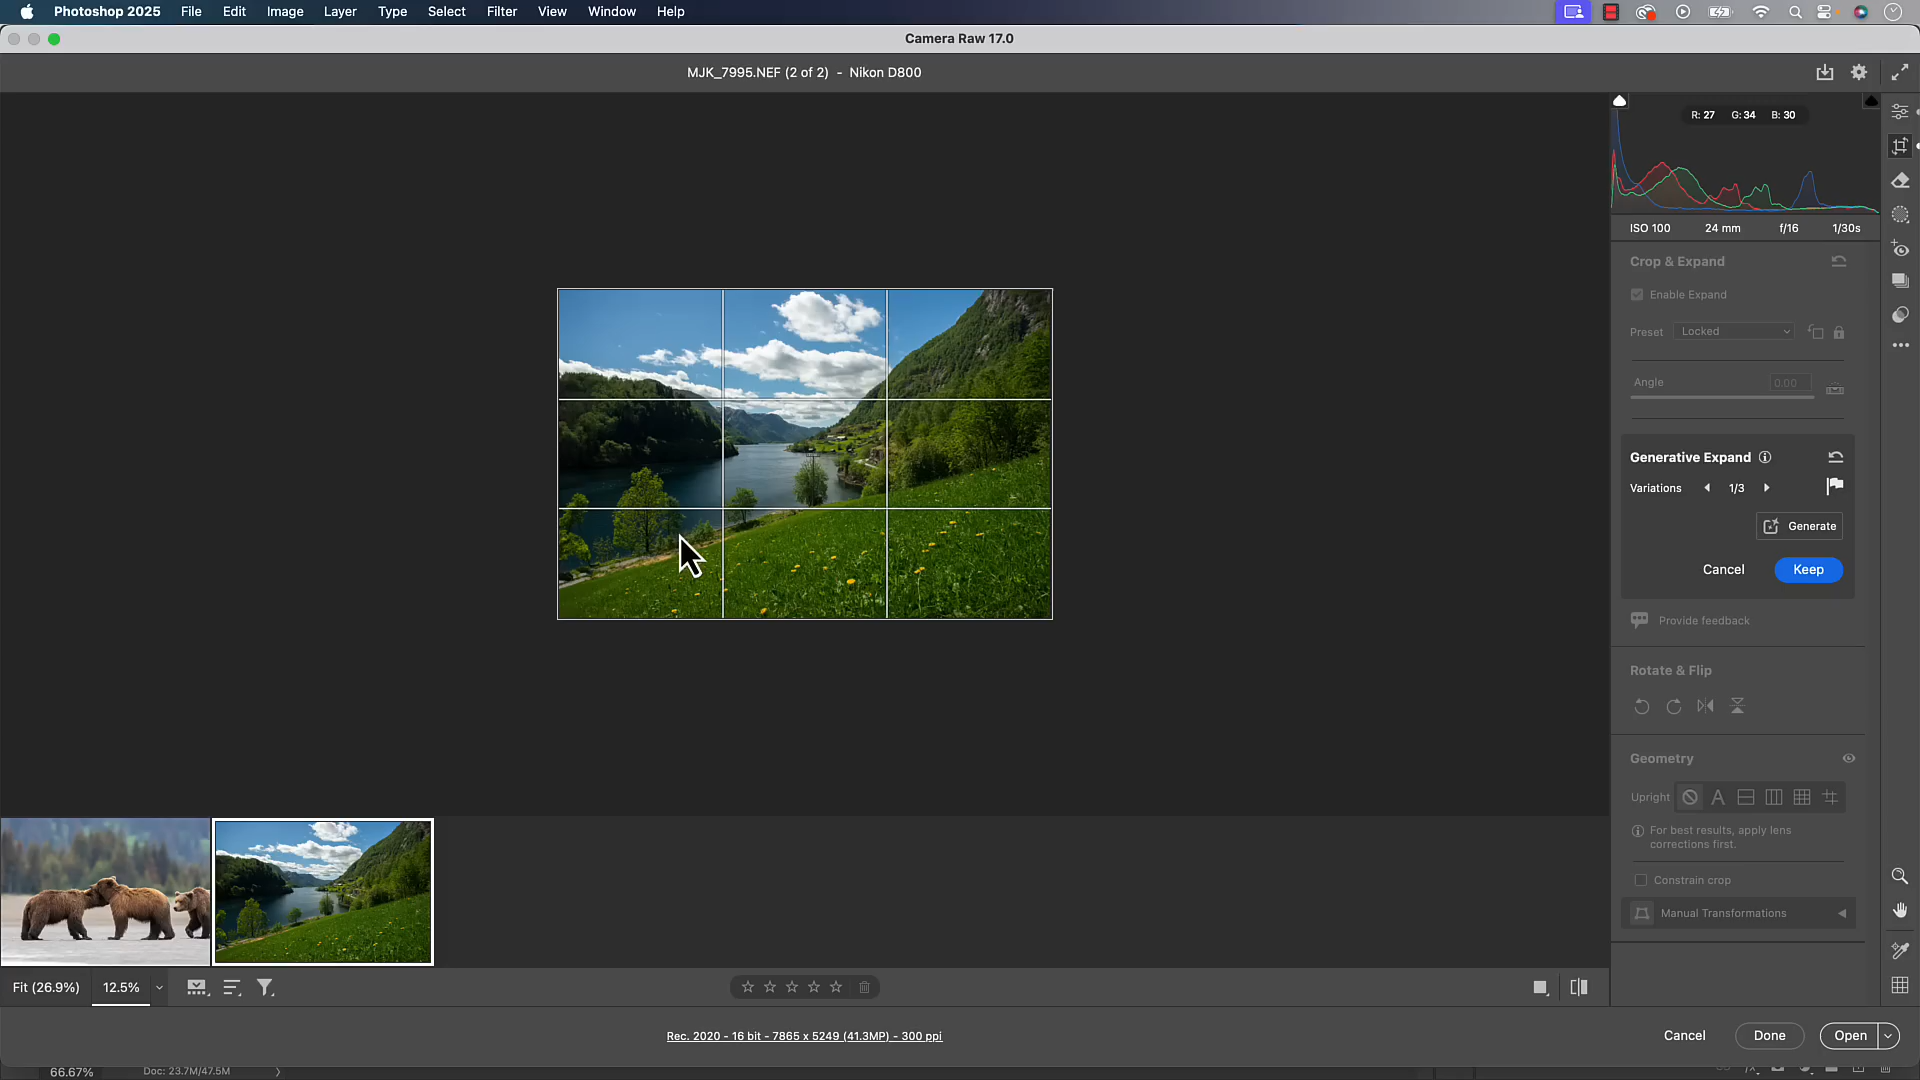 Photoshop 2025 File Edit Image Layer Type Select Filter View Window Help
Camera Raw 17.0
MJK_7995.NEF (2 of 2) - Nikon D800
R: 27 G: 34 B: 30
ISO 100 24 mm f/16 1/30s
Crop & Expand
Enable Expand
Preset Locked
Angle 0.00
Generative Expand
Variations 1/3
Generate
Cancel Keep
Provide feedback
Rotate & Flip
Geometry
Upright A
For best results, apply lens
corrections first.
Constrain crop
Manual Transformations
Fit (26.9%) 12.5%
Rec. 2020 - 16 bit - 7865 x 5249 (41.3MP) - 300 ppi
Cancel Done Open
66.67% Doc: 23.7M/47.5M